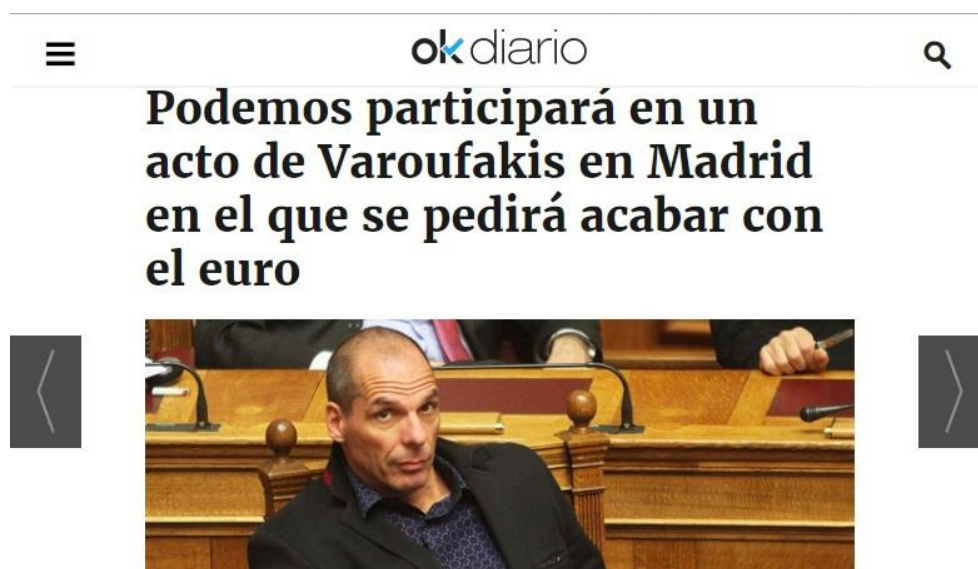 okdiario
Podemos participará en un
acto de Varoufakis en Madrid
en el que se pedirá acabar con
el euro